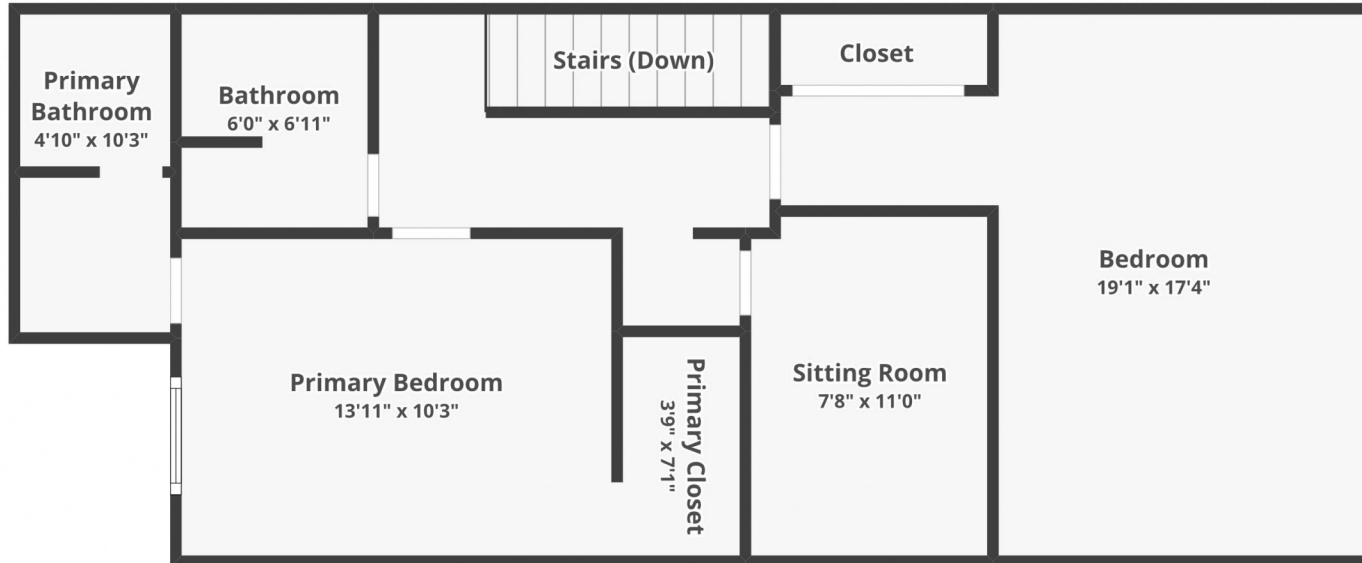 Primary
Bathroom
4'10" x 10'3"
Bathroom
6'0" x 6'11"
Stairs (Down)
Closet
Bedroom
19'1" x 17'4"
Primary Bedroom
13'11" x 10'3"
Primary Closet
3'9" x 7'1"
Sitting Room
7'8" x 11'0"